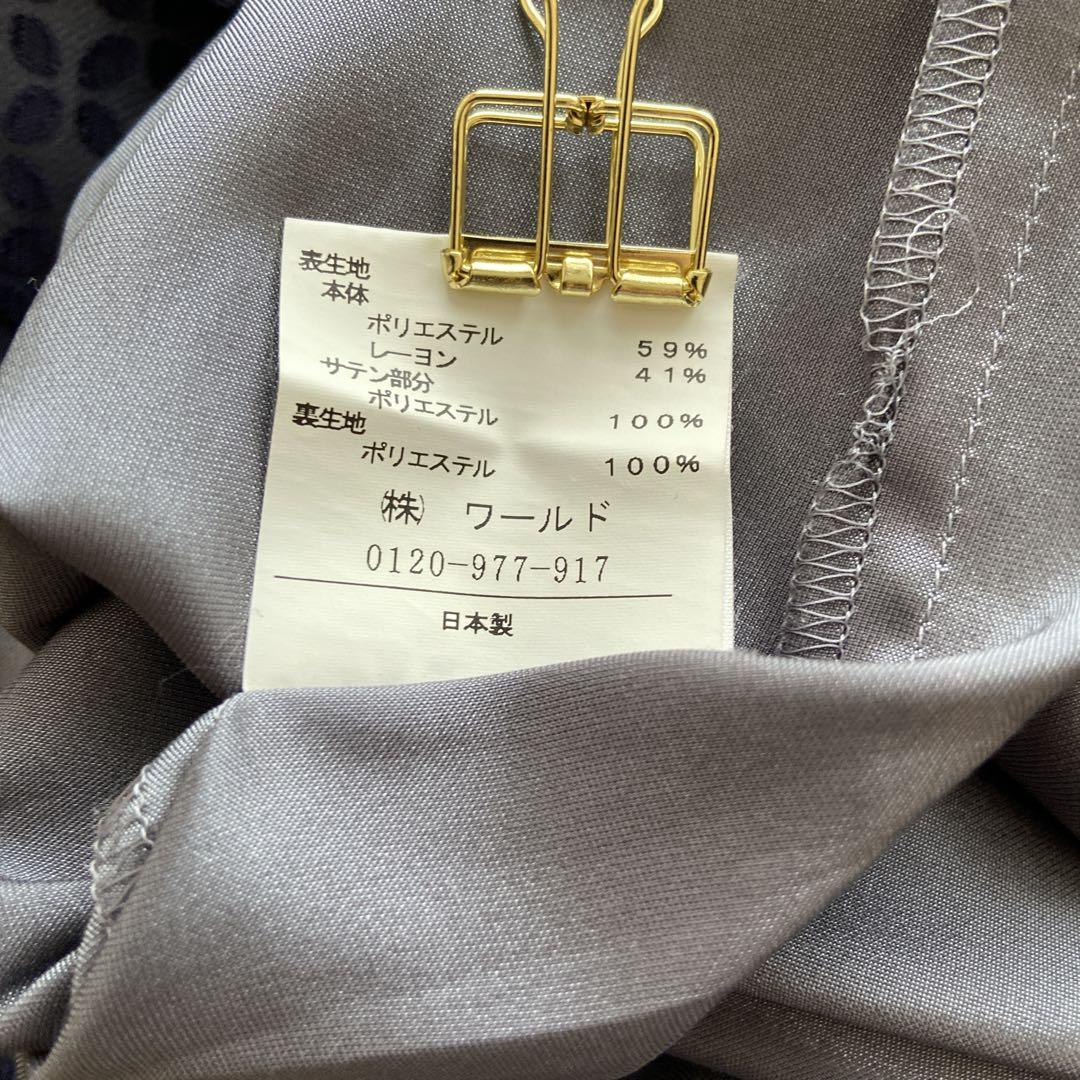 表生地
本体
ポリエステル 59%
レーヨン 41%
サテン部分
ポリエステル 100%
裏生地
ポリエステル 100%
㈱ ワールド
0120-977-917
日本製